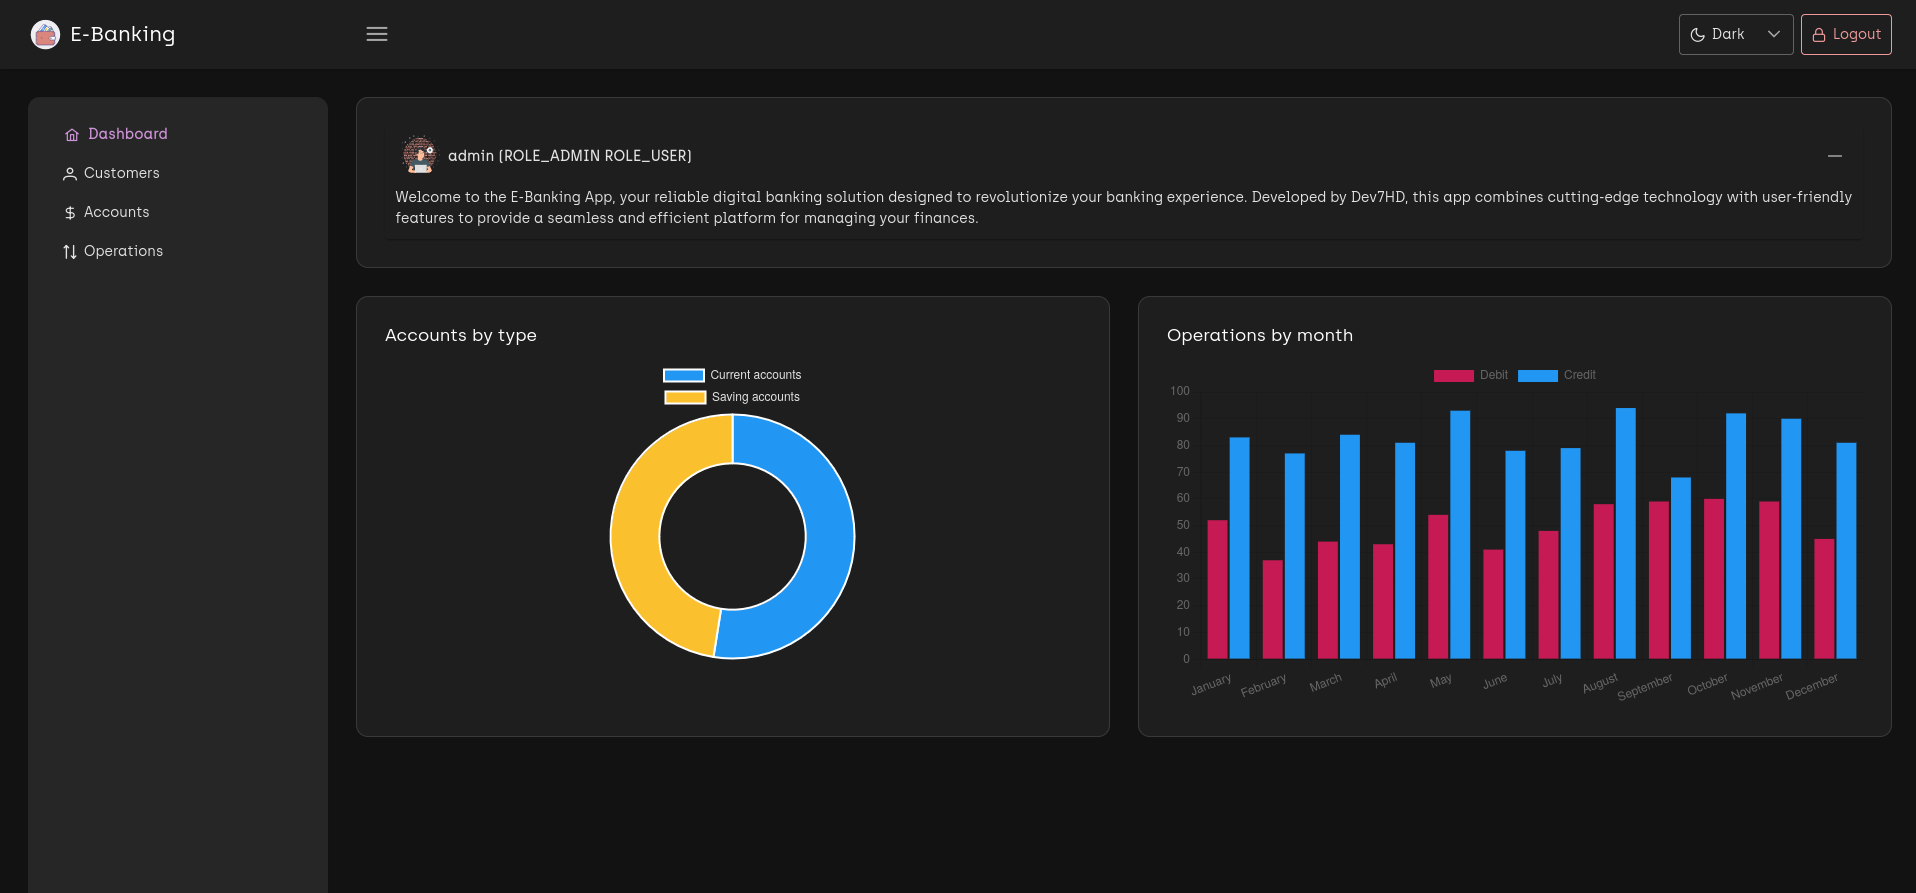 E-Banking
Dark
Logout
Dashboard
Customers
Accounts
Operations
admin (ROLE_ADMIN ROLE_USER)
Welcome to the E-Banking App, your reliable digital banking solution designed to revolutionize your banking experience. Developed by Dev7HD, this app combines cutting-edge technology with user-friendly
features to provide a seamless and efficient platform for managing your finances.
Accounts by type
Current accounts
Saving accounts
Operations by month
Debit Credit
100
90
80
70
60
50
40
30
20
10
0
January February March April May June July August September October November December